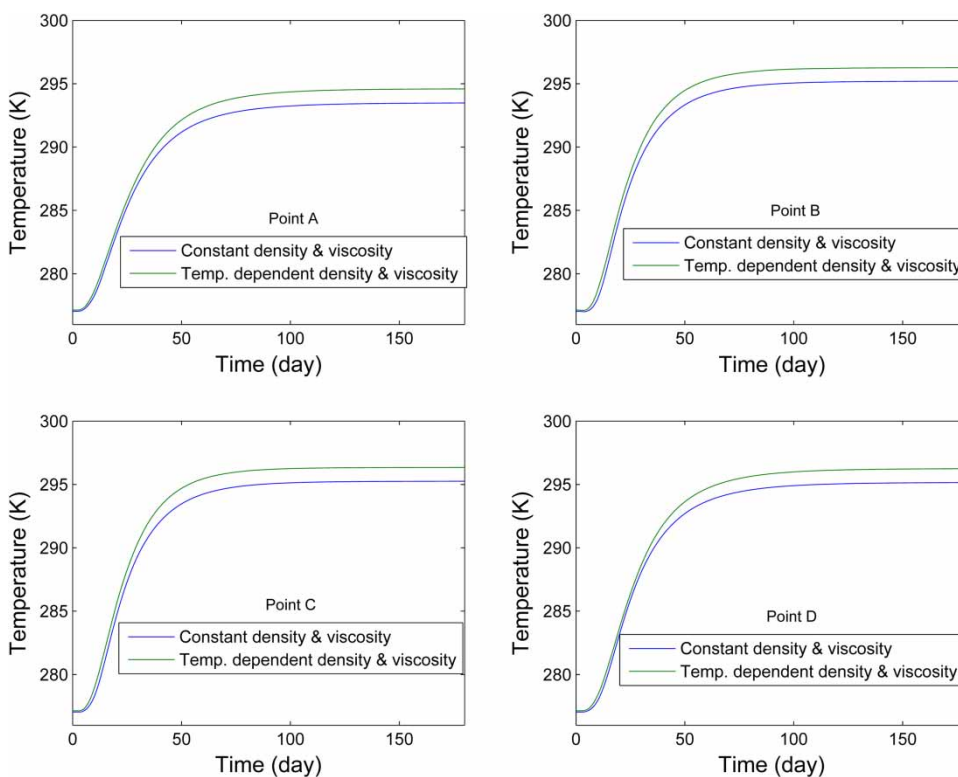 300
295
290
285
280
Temperature (K)
Point A
Constant density & viscosity
Temp. dependent density & viscosity
0 50 100 150
Time (day)
300
295
290
285
280
Temperature (K)
Point B
Constant density & viscosity
Temp. dependent density & viscosity
0 50 100 150
Time (day)
300
295
290
285
280
Temperature (K)
Point C
Constant density & viscosity
Temp. dependent density & viscosity
0 50 100 150
Time (day)
300
295
290
285
280
Temperature (K)
Point D
Constant density & viscosity
Temp. dependent density & viscosity
0 50 100 150
Time (day)